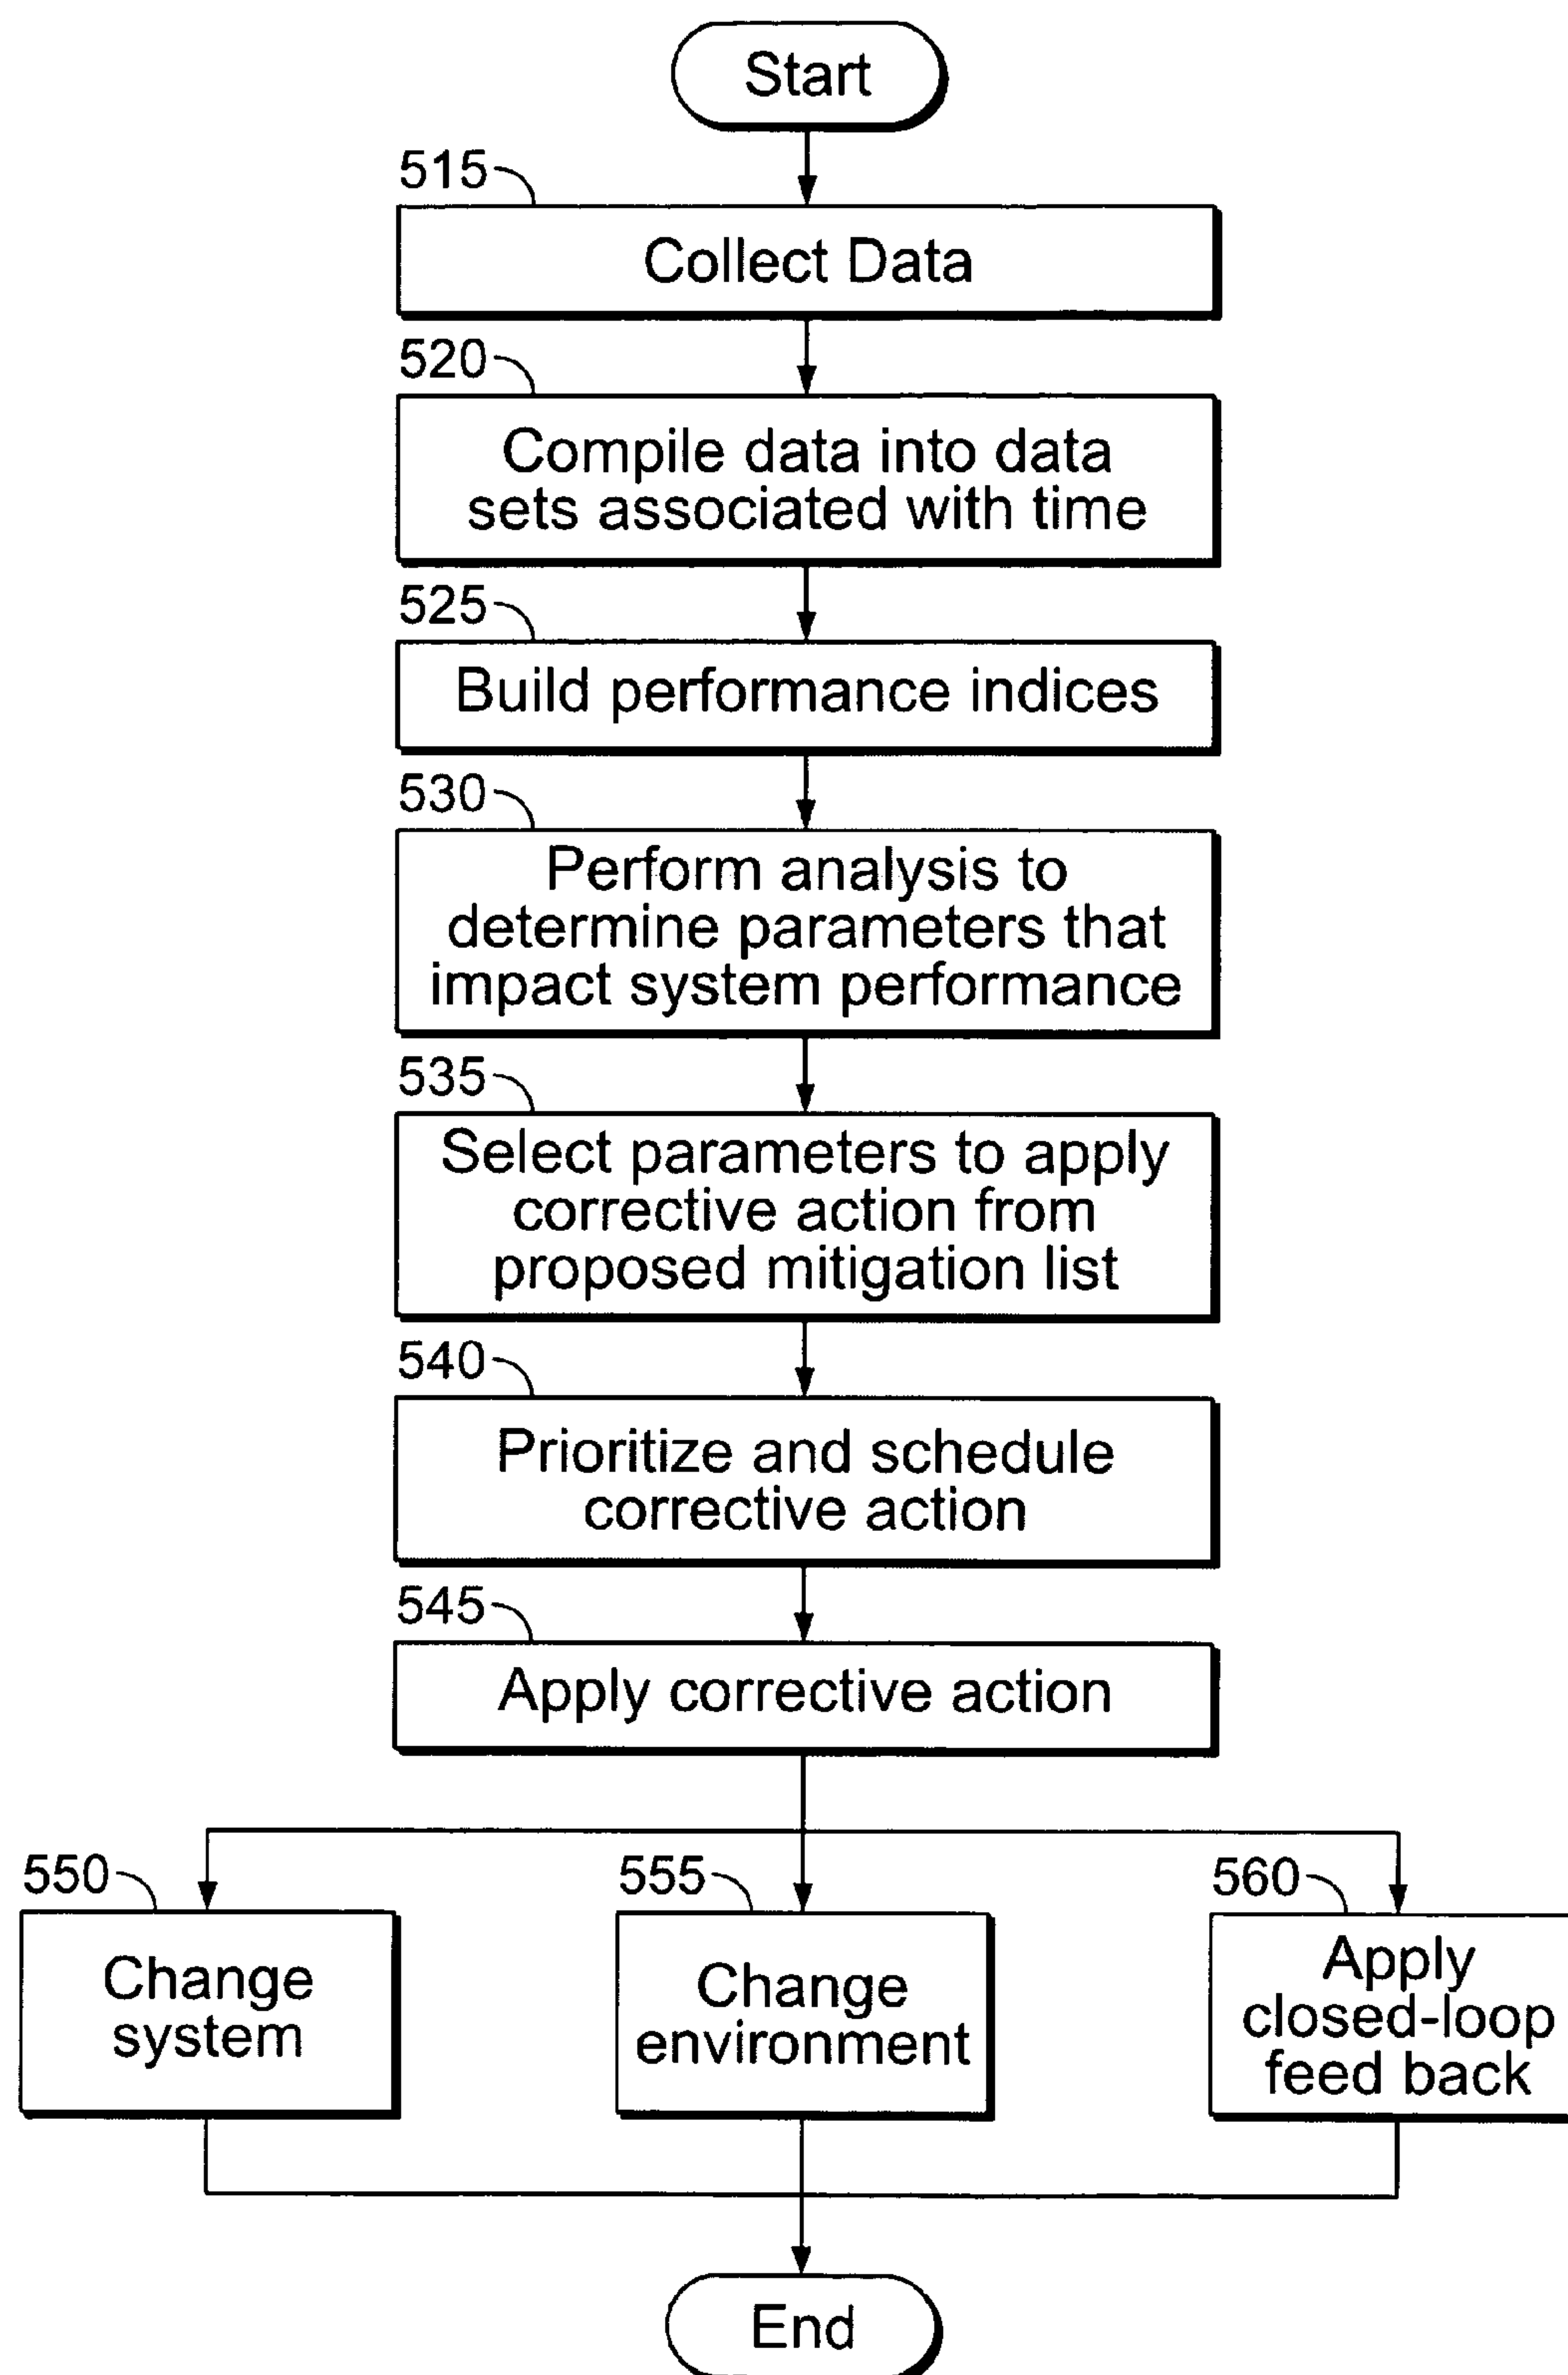 Start
515
Collect Data
520
Compile data into data
sets associated with time
525
Build performance indices
530
Perform analysis to
determine parameters that
impact system performance
535
Select parameters to apply
corrective action from
proposed mitigation list
540
Prioritize and schedule
corrective action
545
Apply corrective action
550
Change
system
555
Change
environment
560
Apply
closed-loop
feed back
End